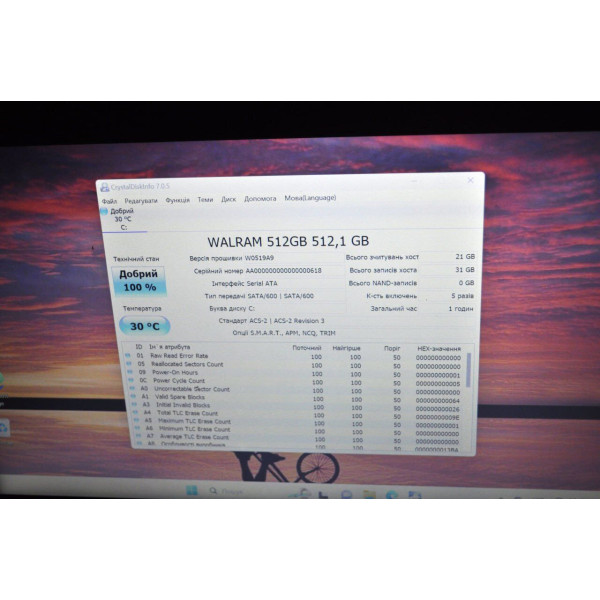 CrystalDiskInfo 7.0.5
Файл Редагувати Функція Теми Диск Допомога Мова(Language)
Добрий
30 °C
C:
WALRAM 512GB 512,1 GB
Технічний стан
Добрий
100 %
Температура
30 °C
Версія прошивки W0519A9
Серійний номер AA000000000000000618
Інтерфейс Serial ATA
Тип передачі SATA/600 | SATA/600
Буква диску C:
Стандарт ACS-2 | ACS-2 Revision 3
Опції S.M.A.R.T., APM, NCQ, TRIM
Всього зчитувань хост 21 GB
Всього записів хоста 31 GB
Всього NAND-записів 0 GB
К-сть включень 5 разів
Загальний час 1 годин
ID Ім`я атрибута Поточний Найгірше Поріг HEX-значення
01 Raw Read Error Rate 100 100 50 000000000000
05 Reallocated Sectors Count 100 100 50 000000000000
09 Power-On Hours 100 100 50 000000000001
0C Power Cycle Count 100 100 50 000000000005
A0 Uncorrectable Sector Count 100 100 50 000000000000
A1 Valid Spare Blocks 100 100 50 000000000064
A3 Initial Invalid Blocks 100 100 50 000000000026
A4 Total TLC Erase Count 100 100 50 00000000009E
A5 Maximum TLC Erase Count 100 100 50 000000000001
A6 Minimum TLC Erase Count 100 100 50 000000000000
A7 Average TLC Erase Count 100 100 50 000000000000
100 100 50
Пошук